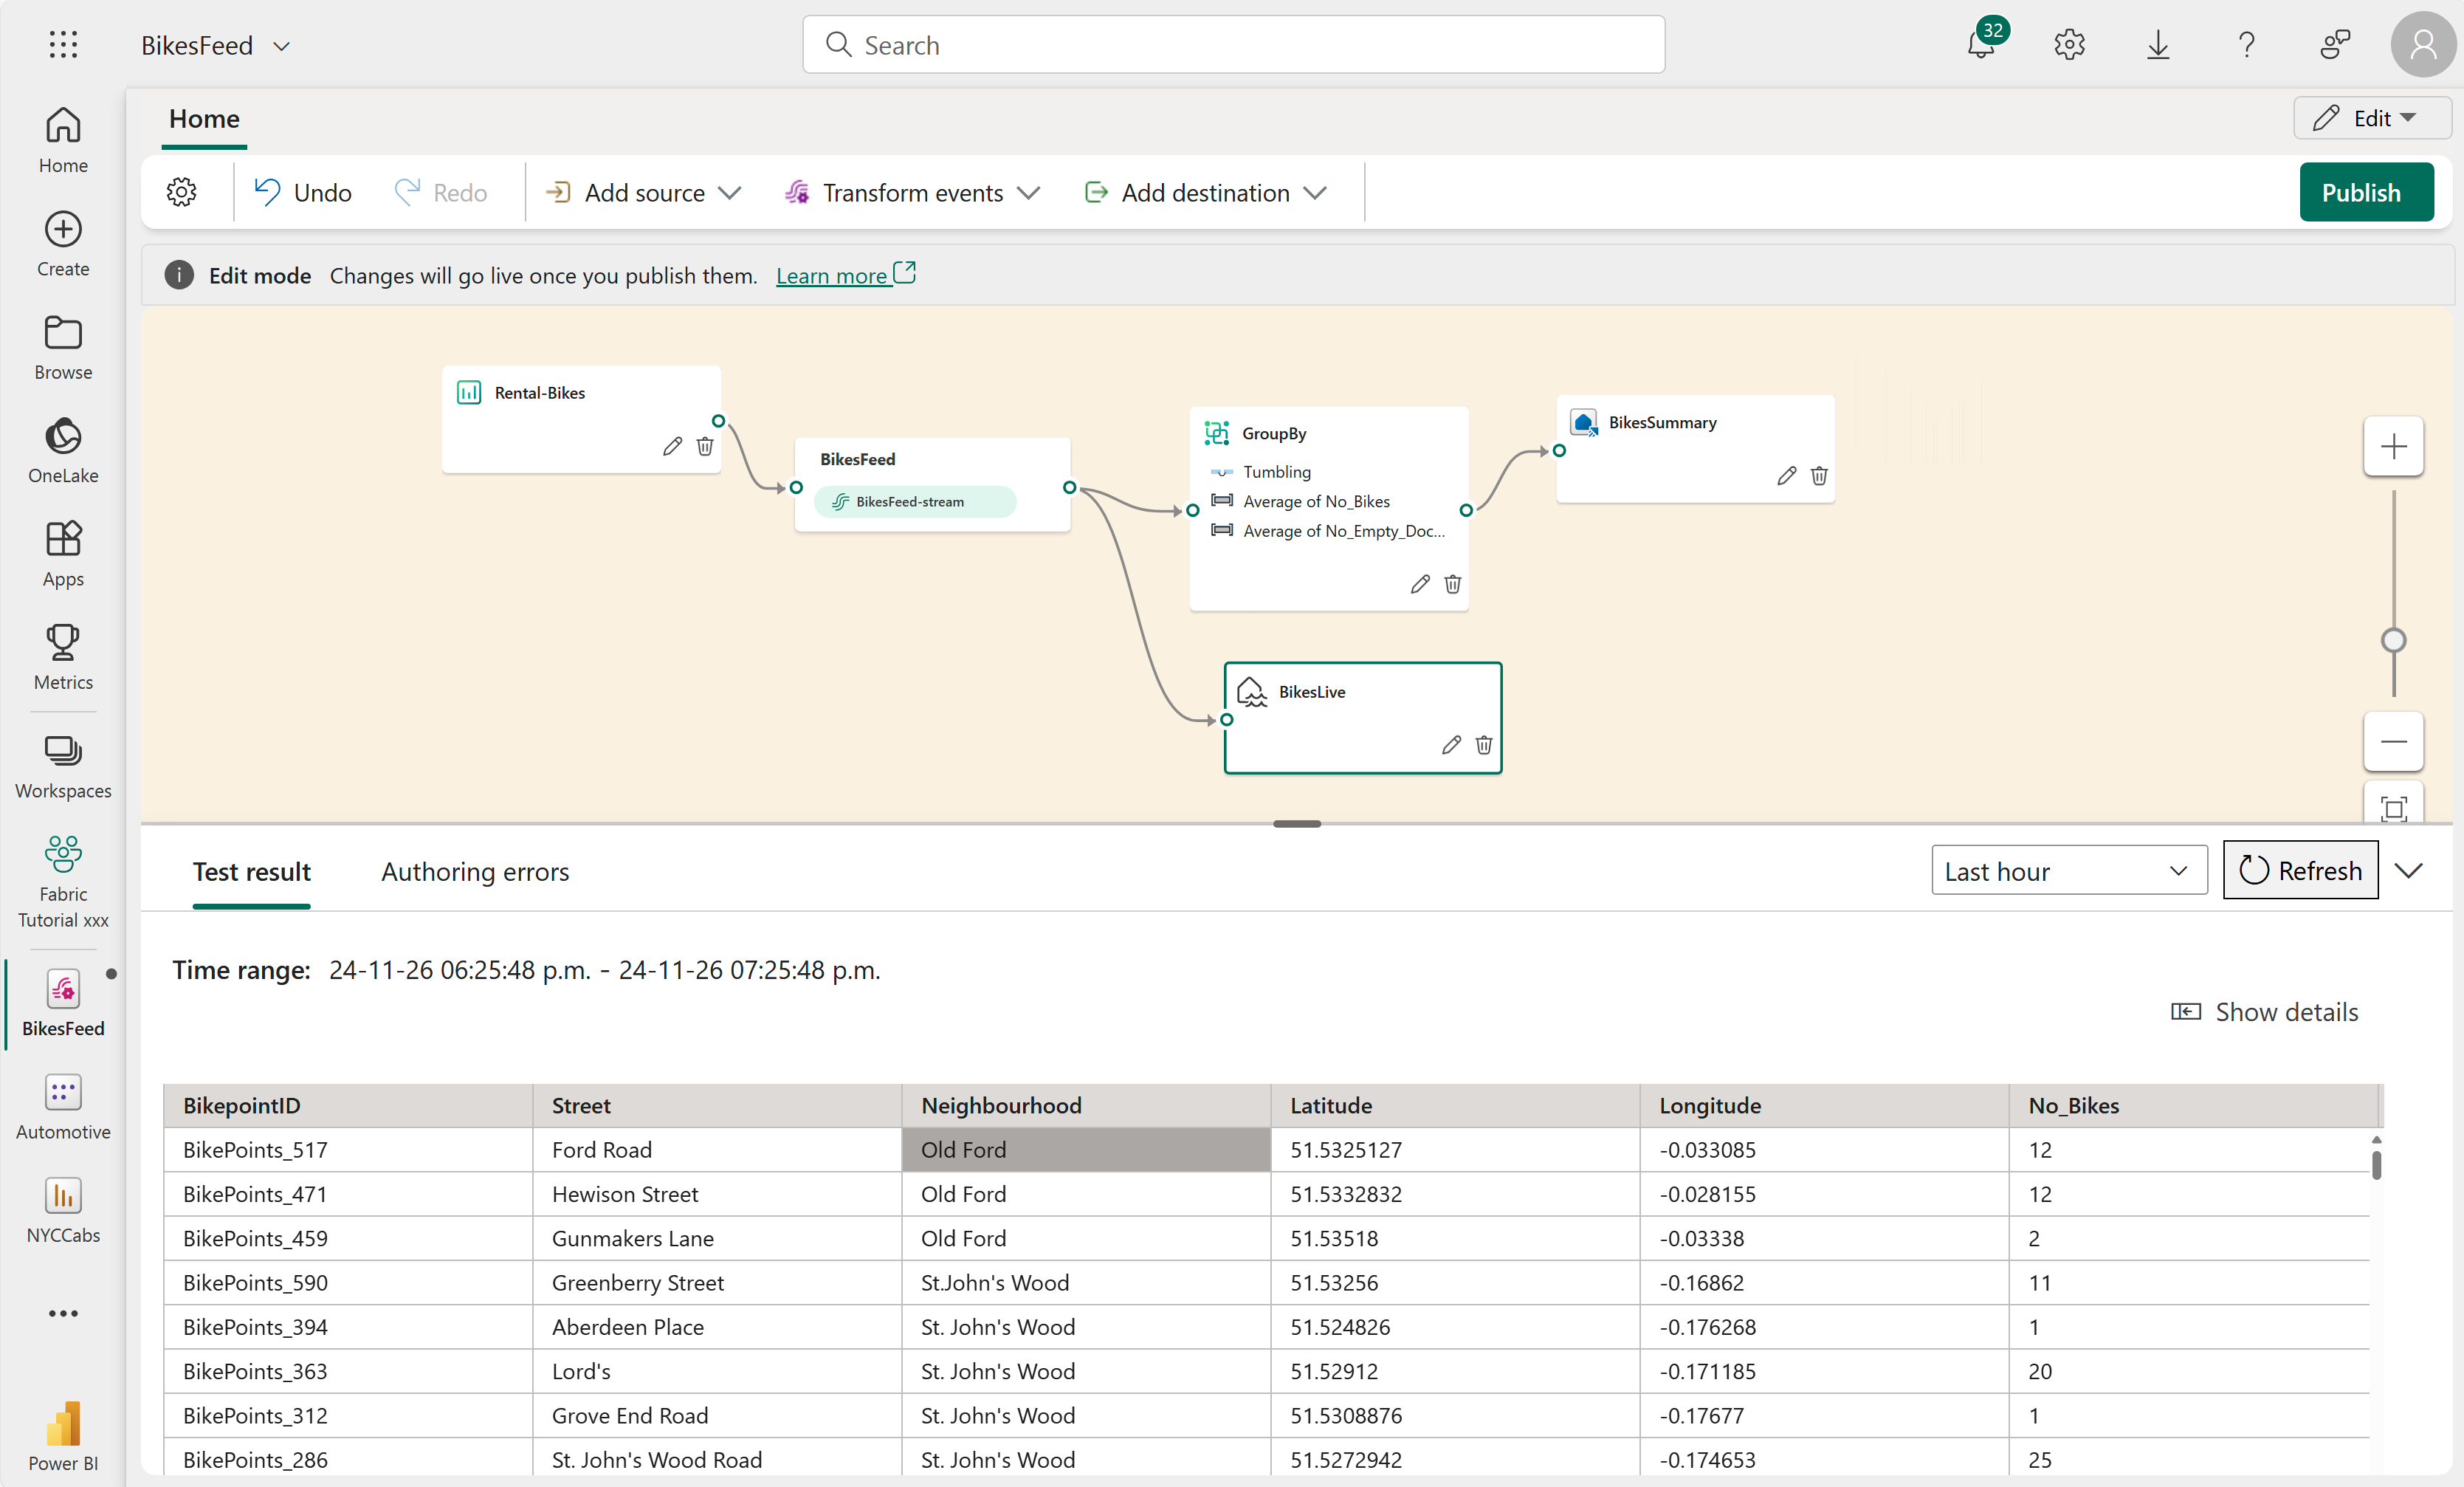 BikesFeed
Search
32
Home
Edit
Home
Create
Browse
OneLake
Apps
Metrics
Workspaces
Fabric
Tutorial xxx
BikesFeed
Automotive
NYCCabs
Power BI
Undo
Redo
Add source
Transform events
Add destination
Publish
Edit mode Changes will go live once you publish them. Learn more
Rental-Bikes
BikesFeed
BikesFeed-stream
GroupBy
Tumbling
Average of No_Bikes
Average of No_Empty_Doc...
BikesSummary
BikesLive
Test result
Authoring errors
Last hour
Refresh
Time range: 24-11-26 06:25:48 p.m. - 24-11-26 07:25:48 p.m.
Show details
BikepointID Street Neighbourhood Latitude Longitude No_Bikes
BikePoints_517 Ford Road Old Ford 51.5325127 -0.033085 12
BikePoints_471 Hewison Street Old Ford 51.5332832 -0.028155 12
BikePoints_459 Gunmakers Lane Old Ford 51.53518 -0.03338 2
BikePoints_590 Greenberry Street St.John's Wood 51.53256 -0.16862 11
BikePoints_394 Aberdeen Place St. John's Wood 51.524826 -0.176268 1
BikePoints_363 Lord's St. John's Wood 51.52912 -0.171185 20
BikePoints_312 Grove End Road St. John's Wood 51.5308876 -0.17677 1
BikePoints_286 St. John's Wood Road St. John's Wood 51.5272942 -0.174653 25